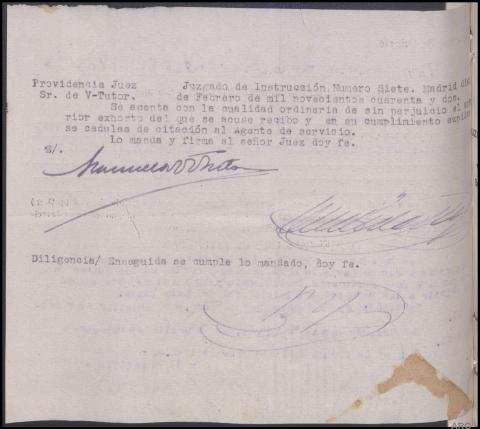 Providencia Juez Juzgado de Instrucción Numero Siete. Madrid
Sr. de V-Tutor. de Febrero de mil novecientos cuarenta y dos.
Se acepta con la cualidad ordinaria de sin perjuicio el
rior exhorto del que se acuse recibo y en su cumplimiento
se cedulas de citación al Agente de servicio.
lo manda y firma el señor Juez doy fe.
E/.
Diligencia/ Enseguida se cumple lo mandado, doy fe.